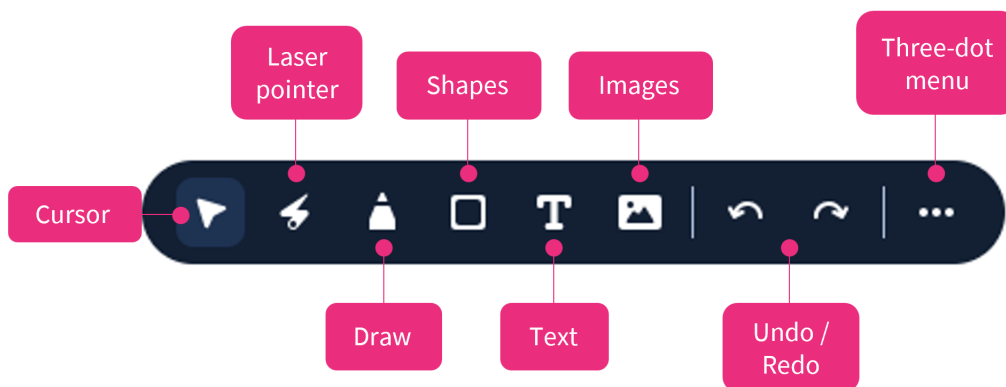 Laser
pointer
Shapes
Images
Three-dot
menu
Cursor
Draw
Text
Undo /
Redo